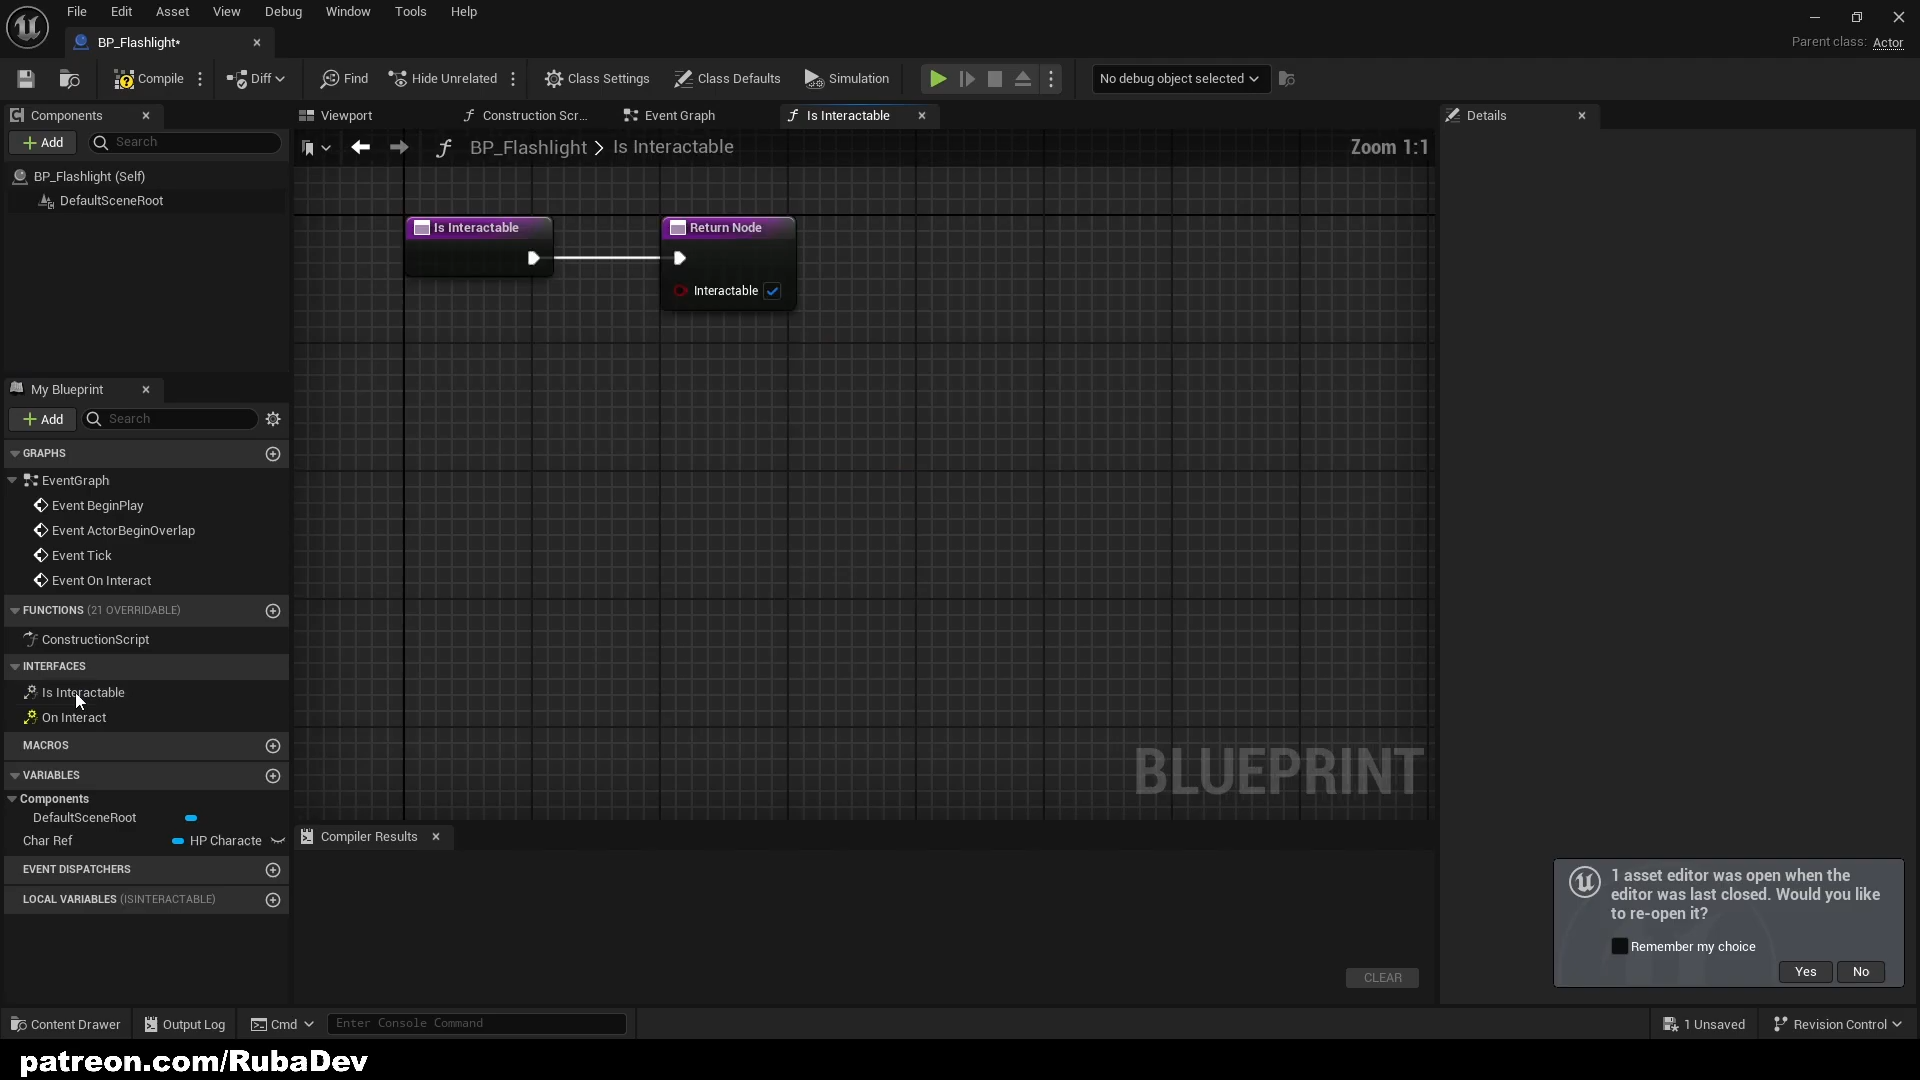 File Edit Asset View Debug Window Tools Help
BP_Flashlight*
Parent class: Actor
Compile Diff Find Hide Unrelated Class Settings Class Defaults Simulation No debug object selected
Components
Add Search
BP_Flashlight (Self)
DefaultSceneRoot
My Blueprint
Add Search
GRAPHS
EventGraph
Event BeginPlay
Event ActorBeginOverlap
Event Tick
Event On Interact
FUNCTIONS (21 OVERRIDABLE)
ConstructionScript
INTERFACES
Is Interactable
On Interact
MACROS
VARIABLES
Components
DefaultSceneRoot
Char Ref HP Characte
EVENT DISPATCHERS
LOCAL VARIABLES (ISINTERACTABLE)
Viewport Construction Scr... Event Graph Is Interactable
BP_Flashlight > Is Interactable Zoom 1:1
Is Interactable
Return Node
Interactable
BLUEPRINT
Compiler Results
CLEAR
Details
1 asset editor was open when the
editor was last closed. Would you like
to re-open it?
Remember my choice
Yes No
Content Drawer Output Log Cmd Enter Console Command 1 Unsaved Revision Control
patreon.com/RubaDev